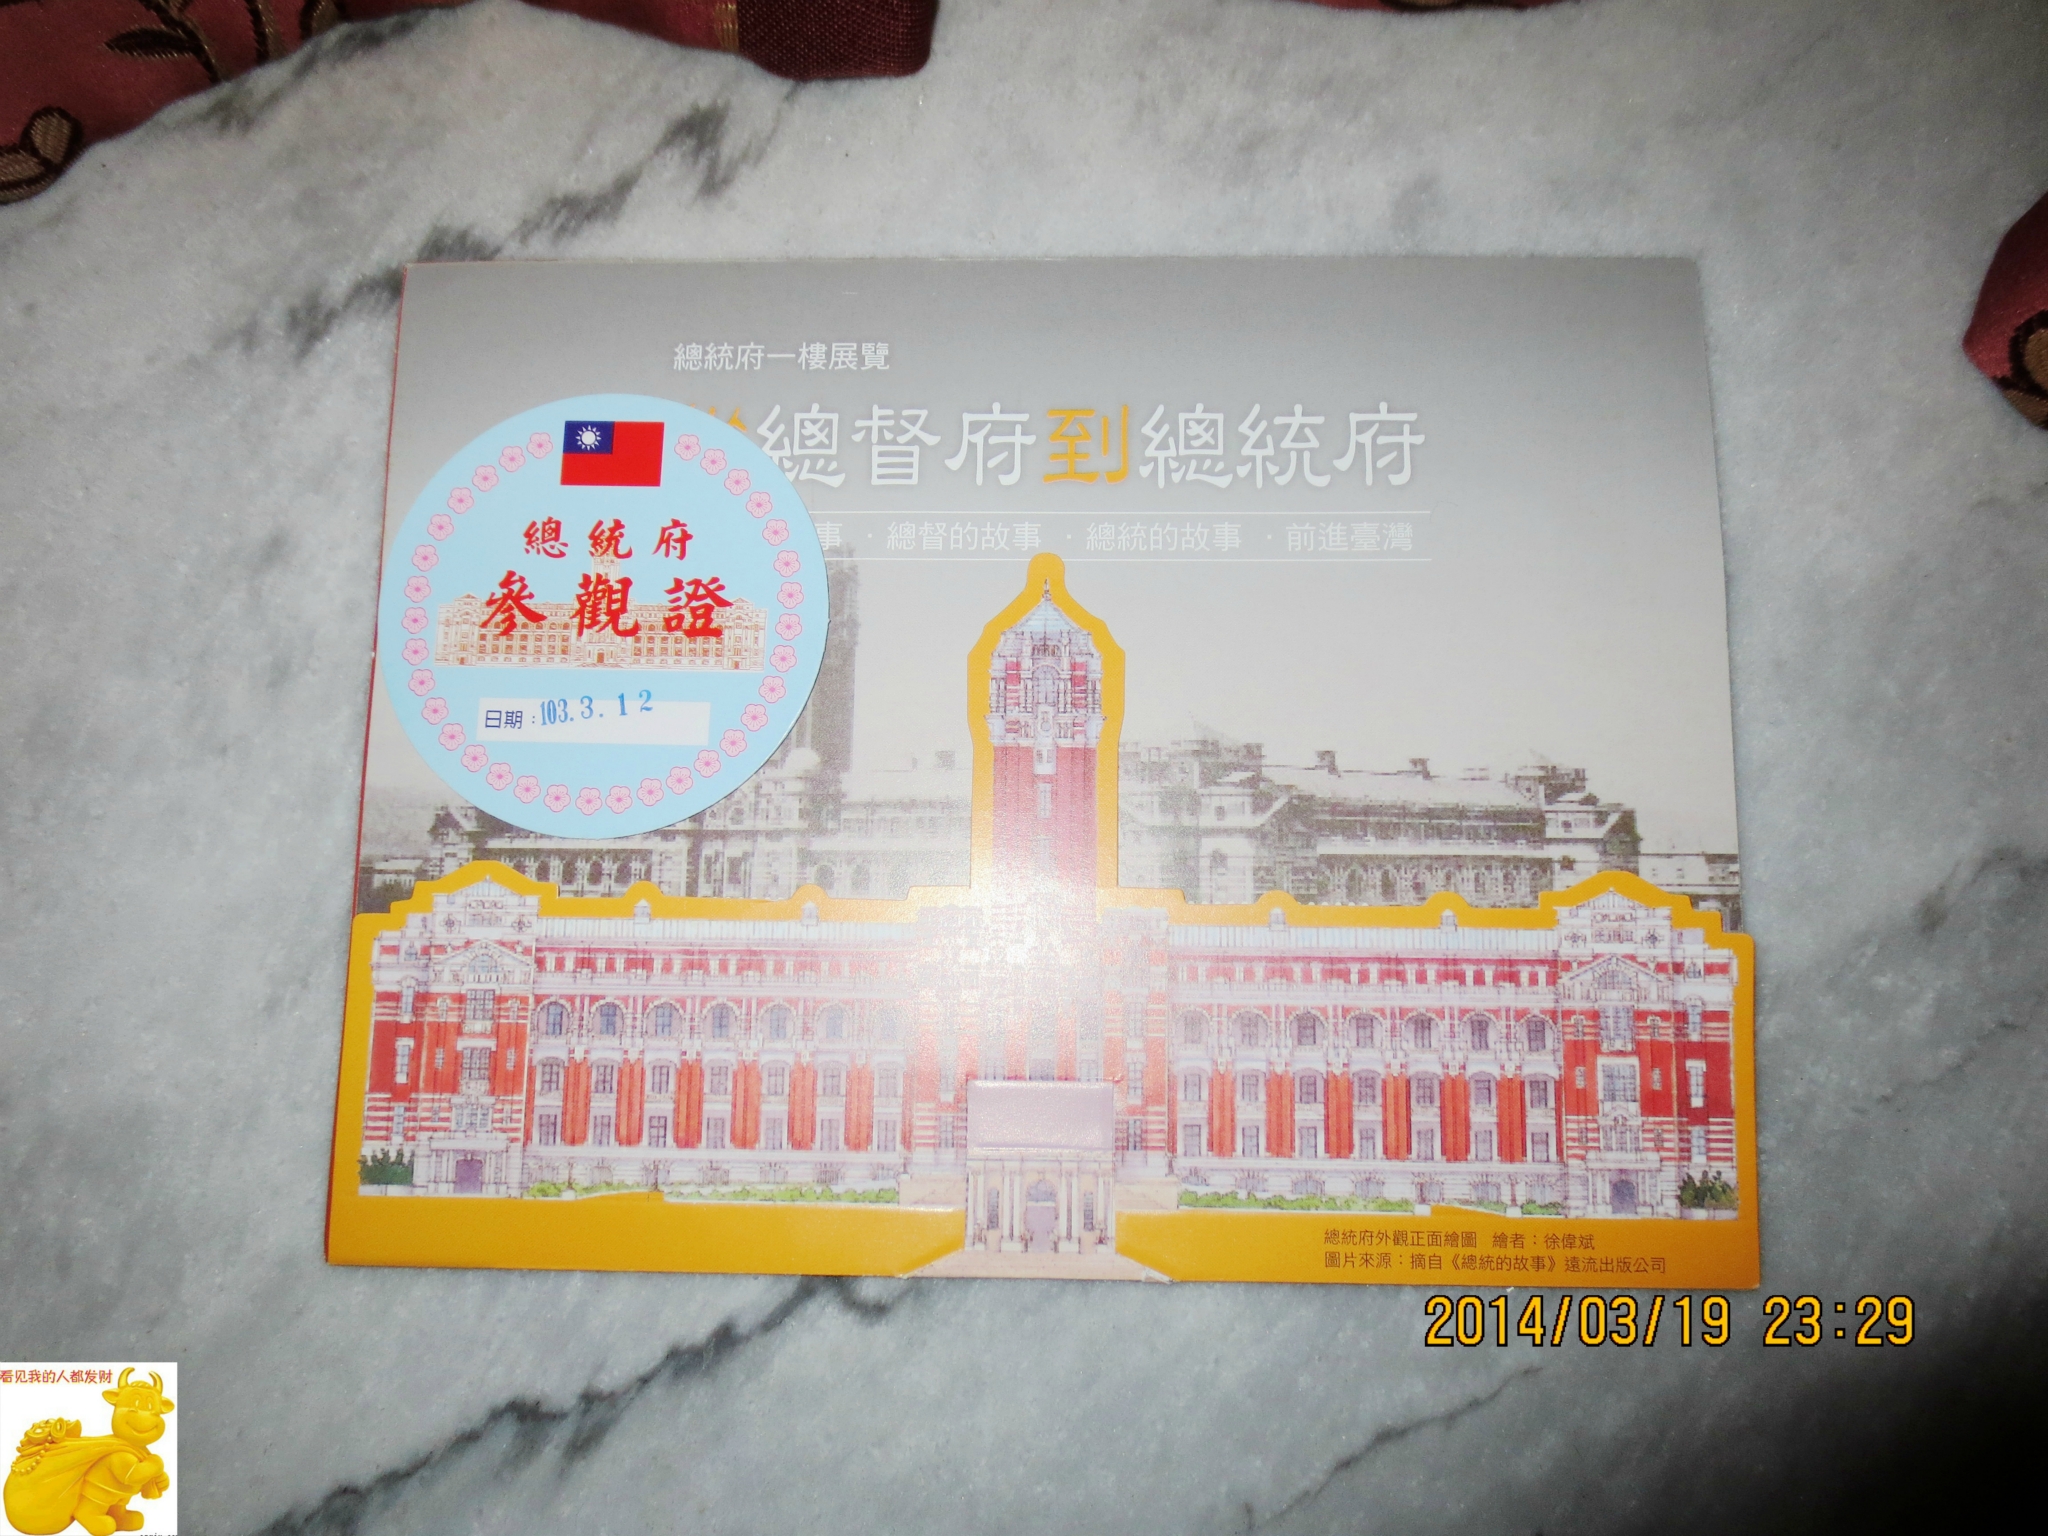 總統府一樓展覽
總督府到總統府
事 ・總督的故事 ・總統的故事 ・前進臺灣
總統府
參觀證
日期：103.3.12
總統府外觀正面繪圖 繪者：徐偉斌
圖片來源：摘自《總統的故事》遠流出版公司
2014/03/19 23:29
看见我的人都发财